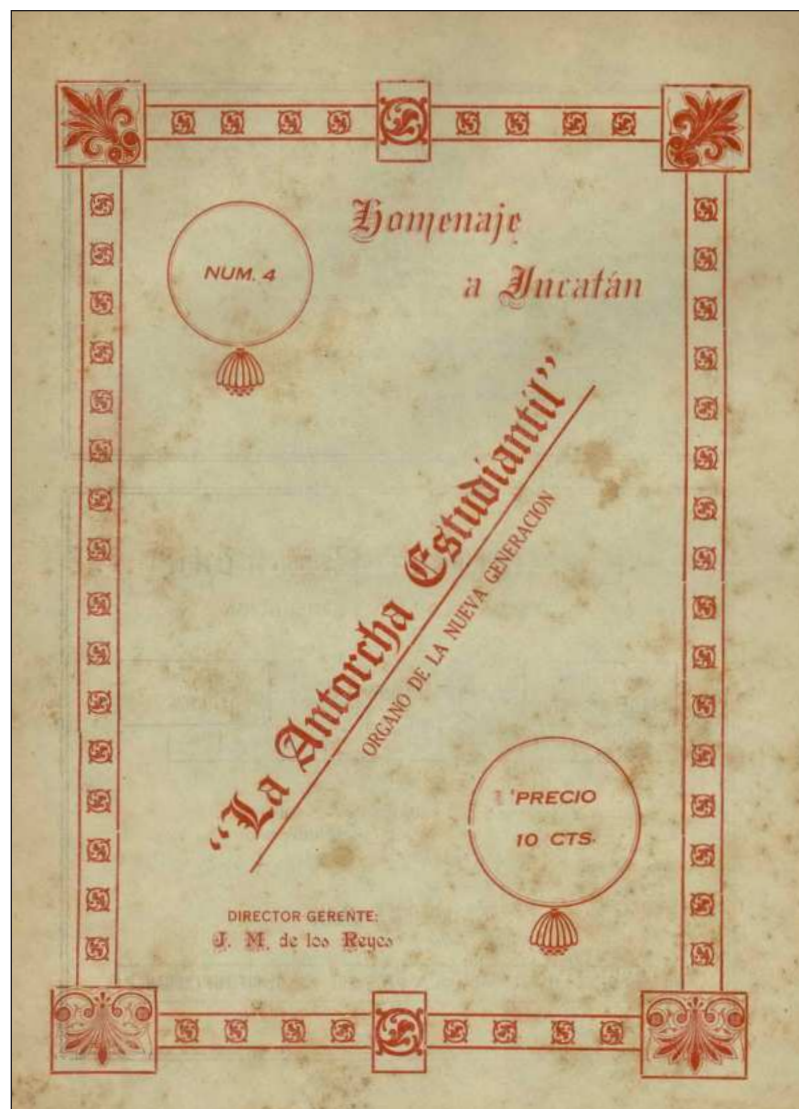 Homenaje
a Yucatán
NUM. 4
"La Antorcha Estudiantil"
ORGANO DE LA NUEVA GENERACION
PRECIO
10 CTS.
DIRECTOR GERENTE:
J. M. de los Reyes